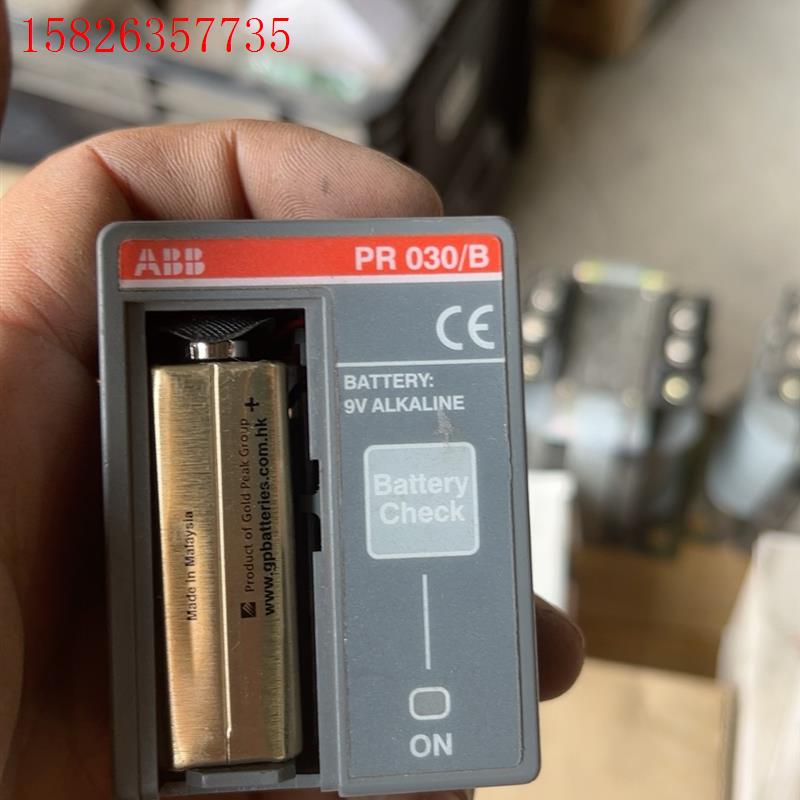 15826357735
ABB
PR 030/B
CE
BATTERY:
9V ALKALINE
Battery
Check
ON
+
Made In Malaysia
Product of Gold Peak Group
www.gpbatteries.com.hk